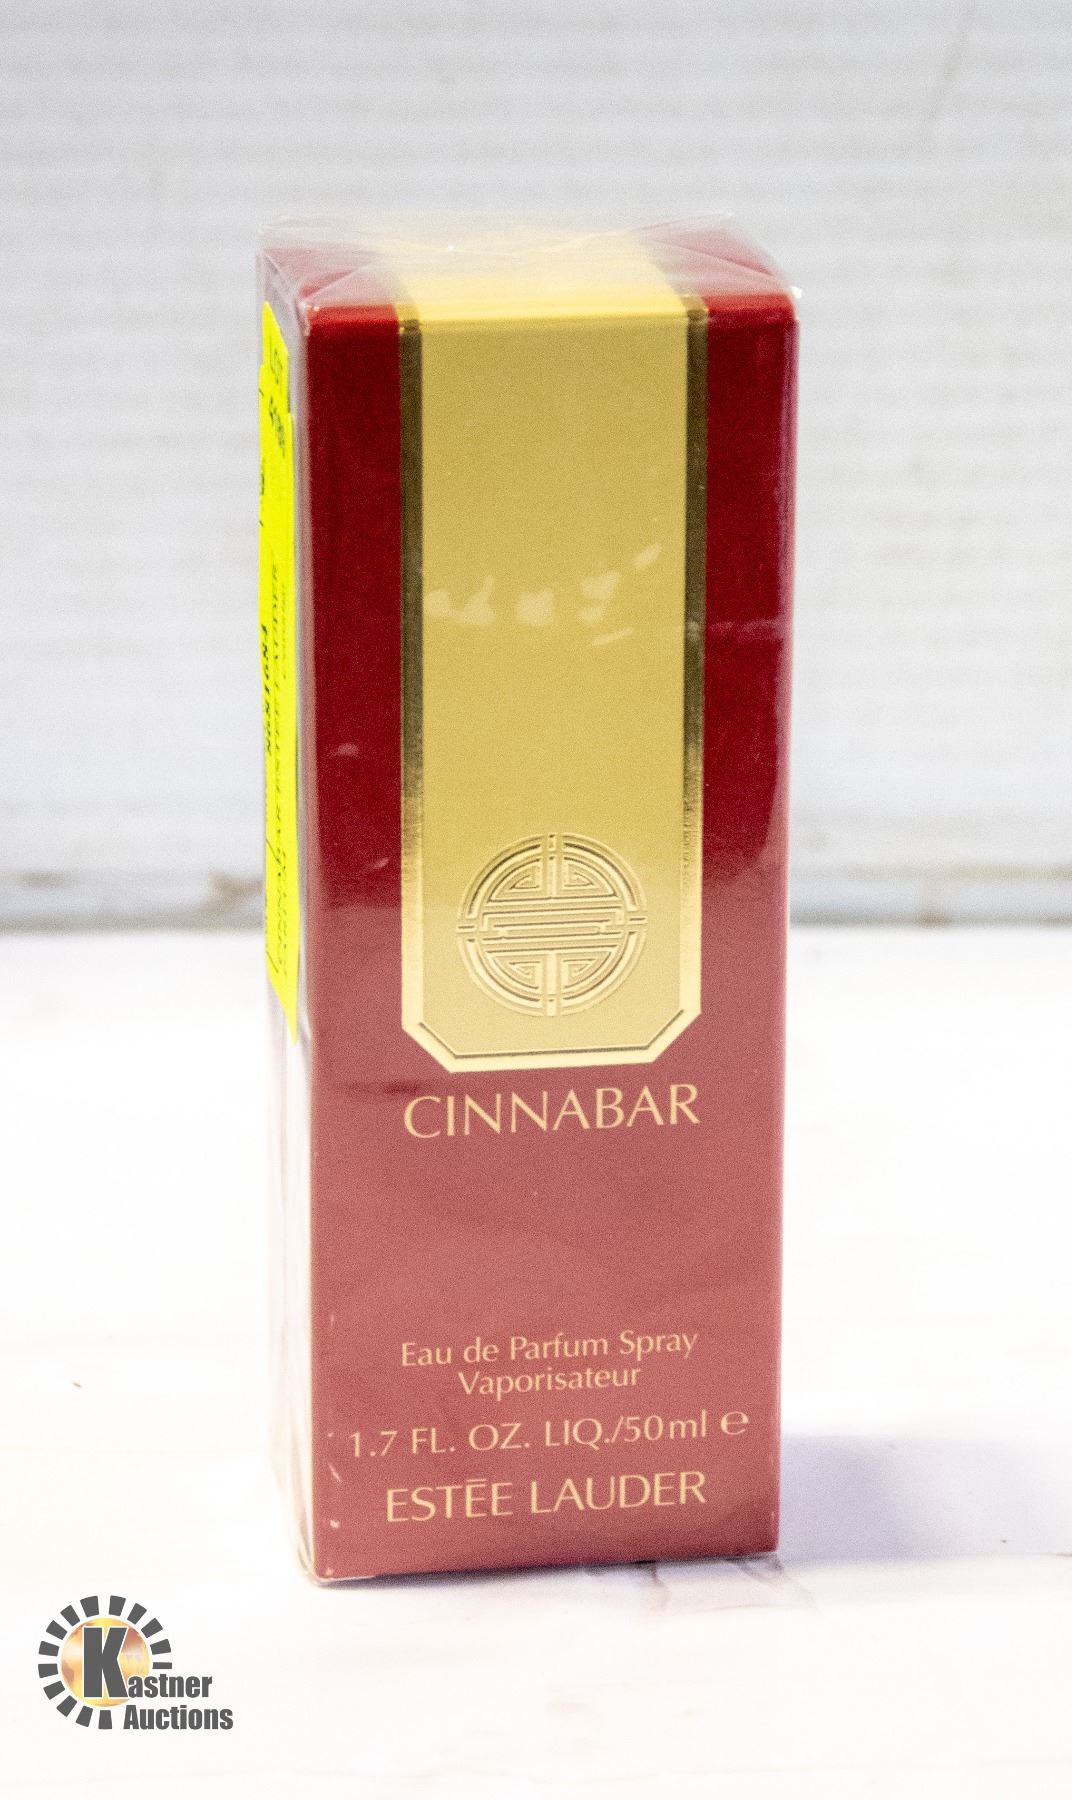 CINNABAR
Eau de Parfum Spray
Vaporisateur
1.7 FL. OZ. LIQ./50ml ℮
ESTĒE LAUDER
Kastner
Auctions